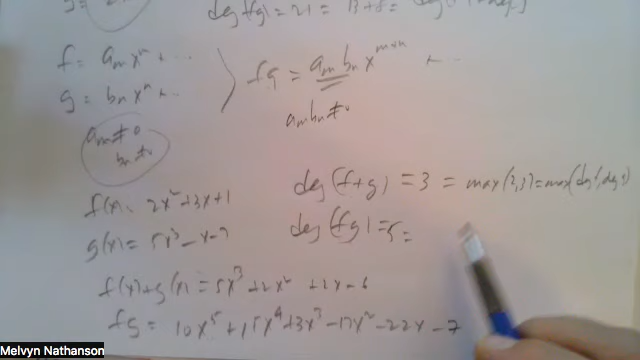 deg(fg) = 21 = 13 + 8 =
f = a_m x^n + ...
g = b_n x^n + ...
fg = a_m b_n x^{m+n} + ...
a_m b_n ≠ 0
a_m ≠ 0
b_n ≠ 0
f(x) = 2x^2 + 3x + 1
g(x) = 5x^3 - x - 7
deg(f+g) = 3 = max(2,3) = max(deg f, deg g)
deg(fg) = 5 =
f(x) + g(x) = 5x^3 + 2x^2 + 2x - 6
fg = 10x^5 + 15x^4 + 3x^3 - 17x^2 - 22x - 7
Melvyn Nathanson